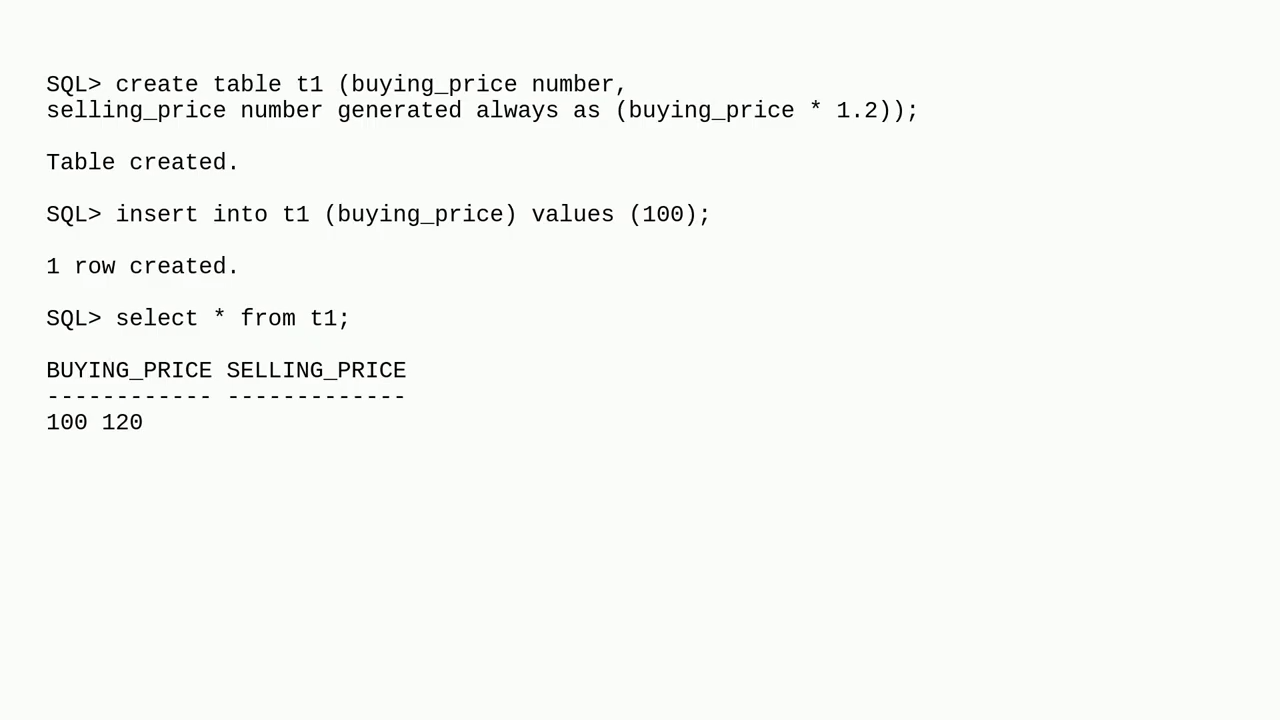 SQL> create table t1 (buying_price number,
selling_price number generated always as (buying_price * 1.2));
Table created.
SQL> insert into t1 (buying_price) values (100);
1 row created.
SQL> select * from t1;
BUYING_PRICE SELLING_PRICE
------------ -------------
100 120